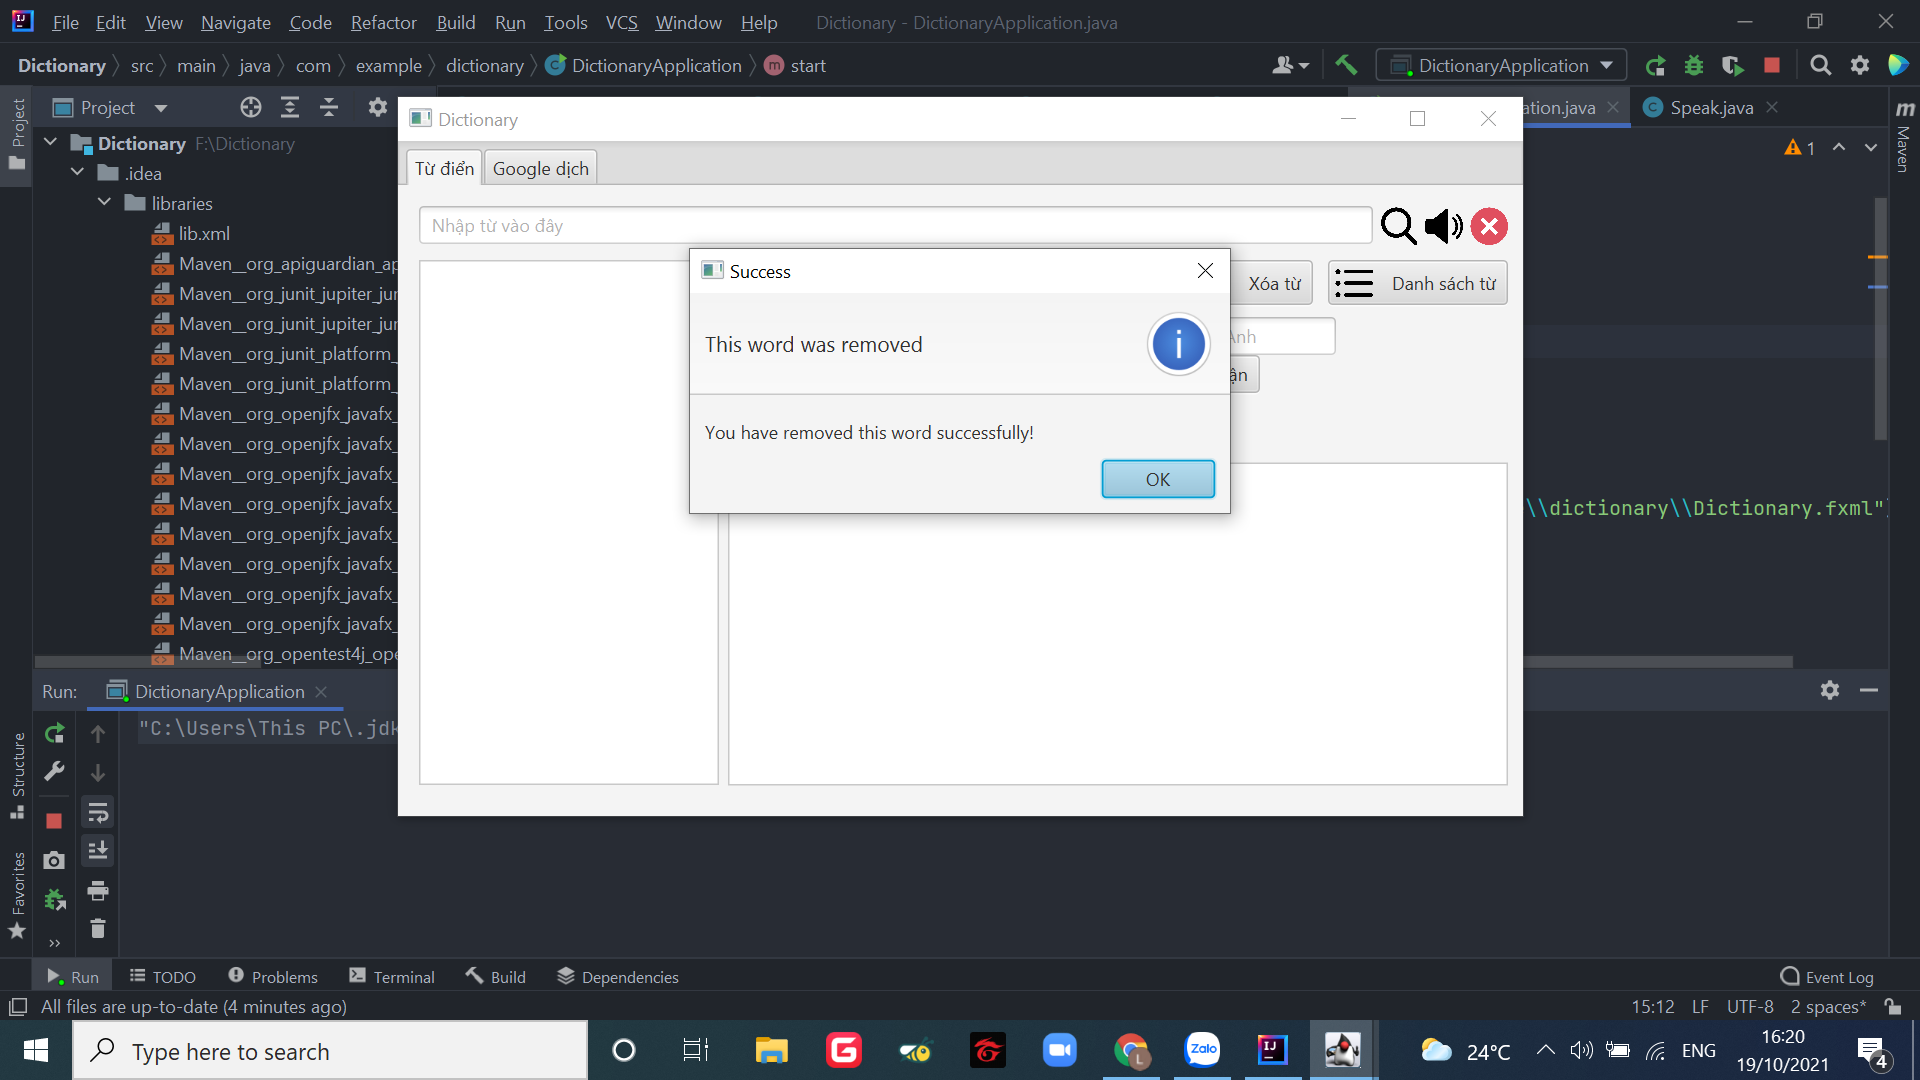 File Edit View Navigate Code Refactor Build Run Tools VCS Window Help Dictionary - DictionaryApplication.java
Dictionary src main java com example dictionary DictionaryApplication start
DictionaryApplication
Project
ation.java
Speak.java
Dictionary
Từ điển Google dịch
Nhập từ vào đây
Xóa từ
Danh sách từ
Success
This word was removed
You have removed this word successfully!
OK
Project
Dictionary F:\Dictionary
.idea
libraries
lib.xml
Maven__org_apiguardian_ap
Maven__org_junit_jupiter_jur
Maven__org_junit_jupiter_jur
Maven__org_junit_platform_
Maven__org_junit_platform_
Maven__org_openjfx_javafx_
Maven__org_openjfx_javafx_
Maven__org_openjfx_javafx_
Maven__org_openjfx_javafx_
Maven__org_openjfx_javafx_
Maven__org_openjfx_javafx_
Maven__org_openjfx_javafx_
Maven__org_openjfx_javafx_
Maven__org_opentest4j_ope
1
Maven
\\dictionary\\Dictionary.fxml"
Run: DictionaryApplication
"C:\Users\This PC\.jdk
Structure
Favorites
Run TODO Problems Terminal Build Dependencies Event Log
All files are up-to-date (4 minutes ago) 15:12 LF UTF-8 2 spaces*
Type here to search
Zalo
24°C ENG
16:20
19/10/2021
4